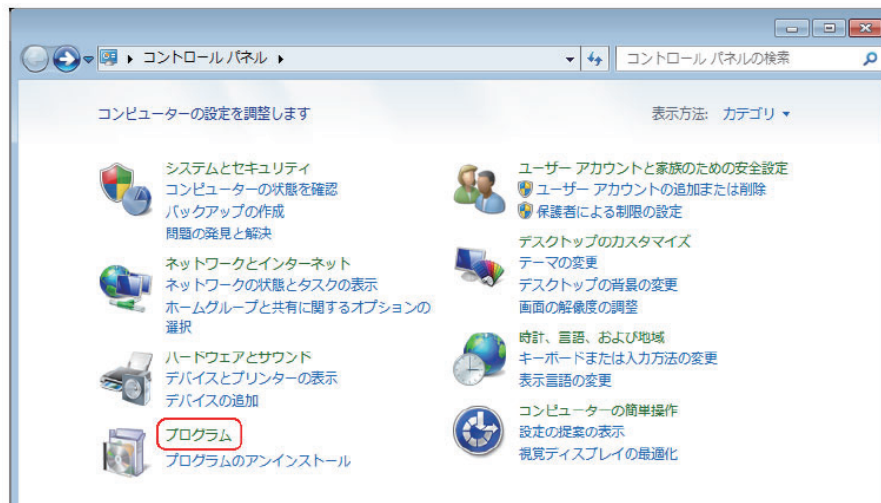 コントロール パネル
コントロール パネルの検索
コンピューターの設定を調整します
表示方法: カテゴリ
システムとセキュリティ
コンピューターの状態を確認
バックアップの作成
問題の発見と解決
ネットワークとインターネット
ネットワークの状態とタスクの表示
ホームグループと共有に関するオプションの
選択
ハードウェアとサウンド
デバイスとプリンターの表示
デバイスの追加
プログラム
プログラムのアンインストール
ユーザー アカウントと家族のための安全設定
ユーザー アカウントの追加または削除
保護者による制限の設定
デスクトップのカスタマイズ
テーマの変更
デスクトップの背景の変更
画面の解像度の調整
時計、言語、および地域
キーボードまたは入力方法の変更
表示言語の変更
コンピューターの簡単操作
設定の提案の表示
視覚ディスプレイの最適化